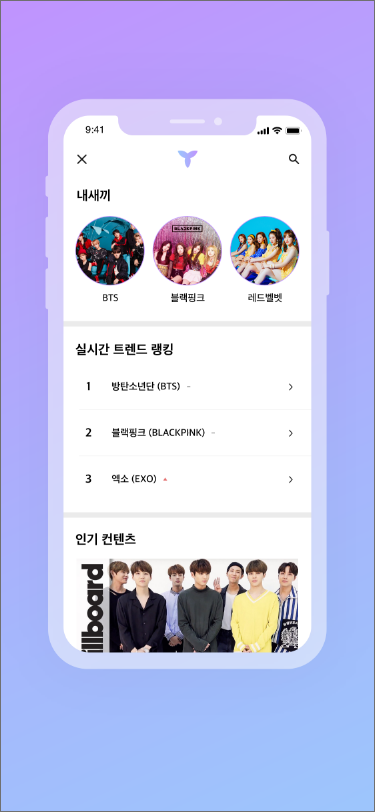 9:41
내새끼
BLACKPINK
BTS
블랙핑크
레드벨벳
실시간 트렌드 랭킹
1 방탄소년단 (BTS) -
2 블랙핑크 (BLACKPINK) -
3 엑소 (EXO)
인기 컨텐츠
illboard